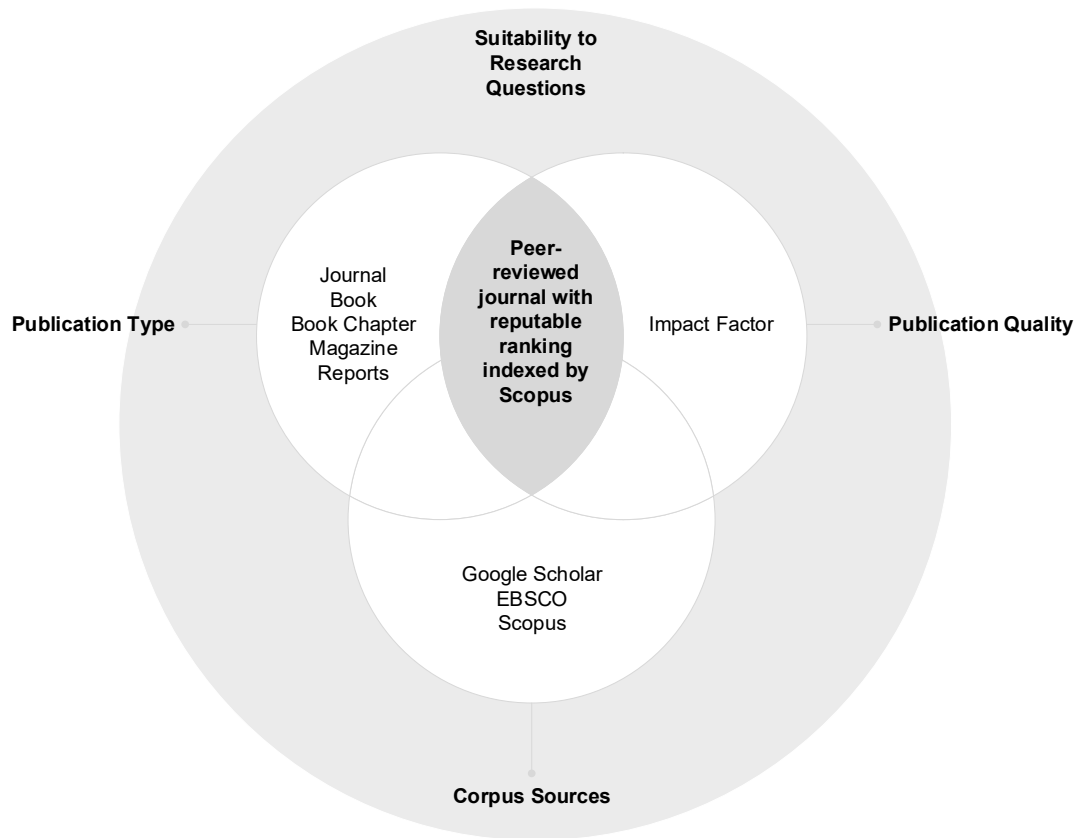 Suitability to
Research
Questions
Publication Type
Journal
Book
Book Chapter
Magazine
Reports
Peer-
reviewed
journal with
reputable
ranking
indexed by
Scopus
Impact Factor
Publication Quality
Google Scholar
EBSCO
Scopus
Corpus Sources